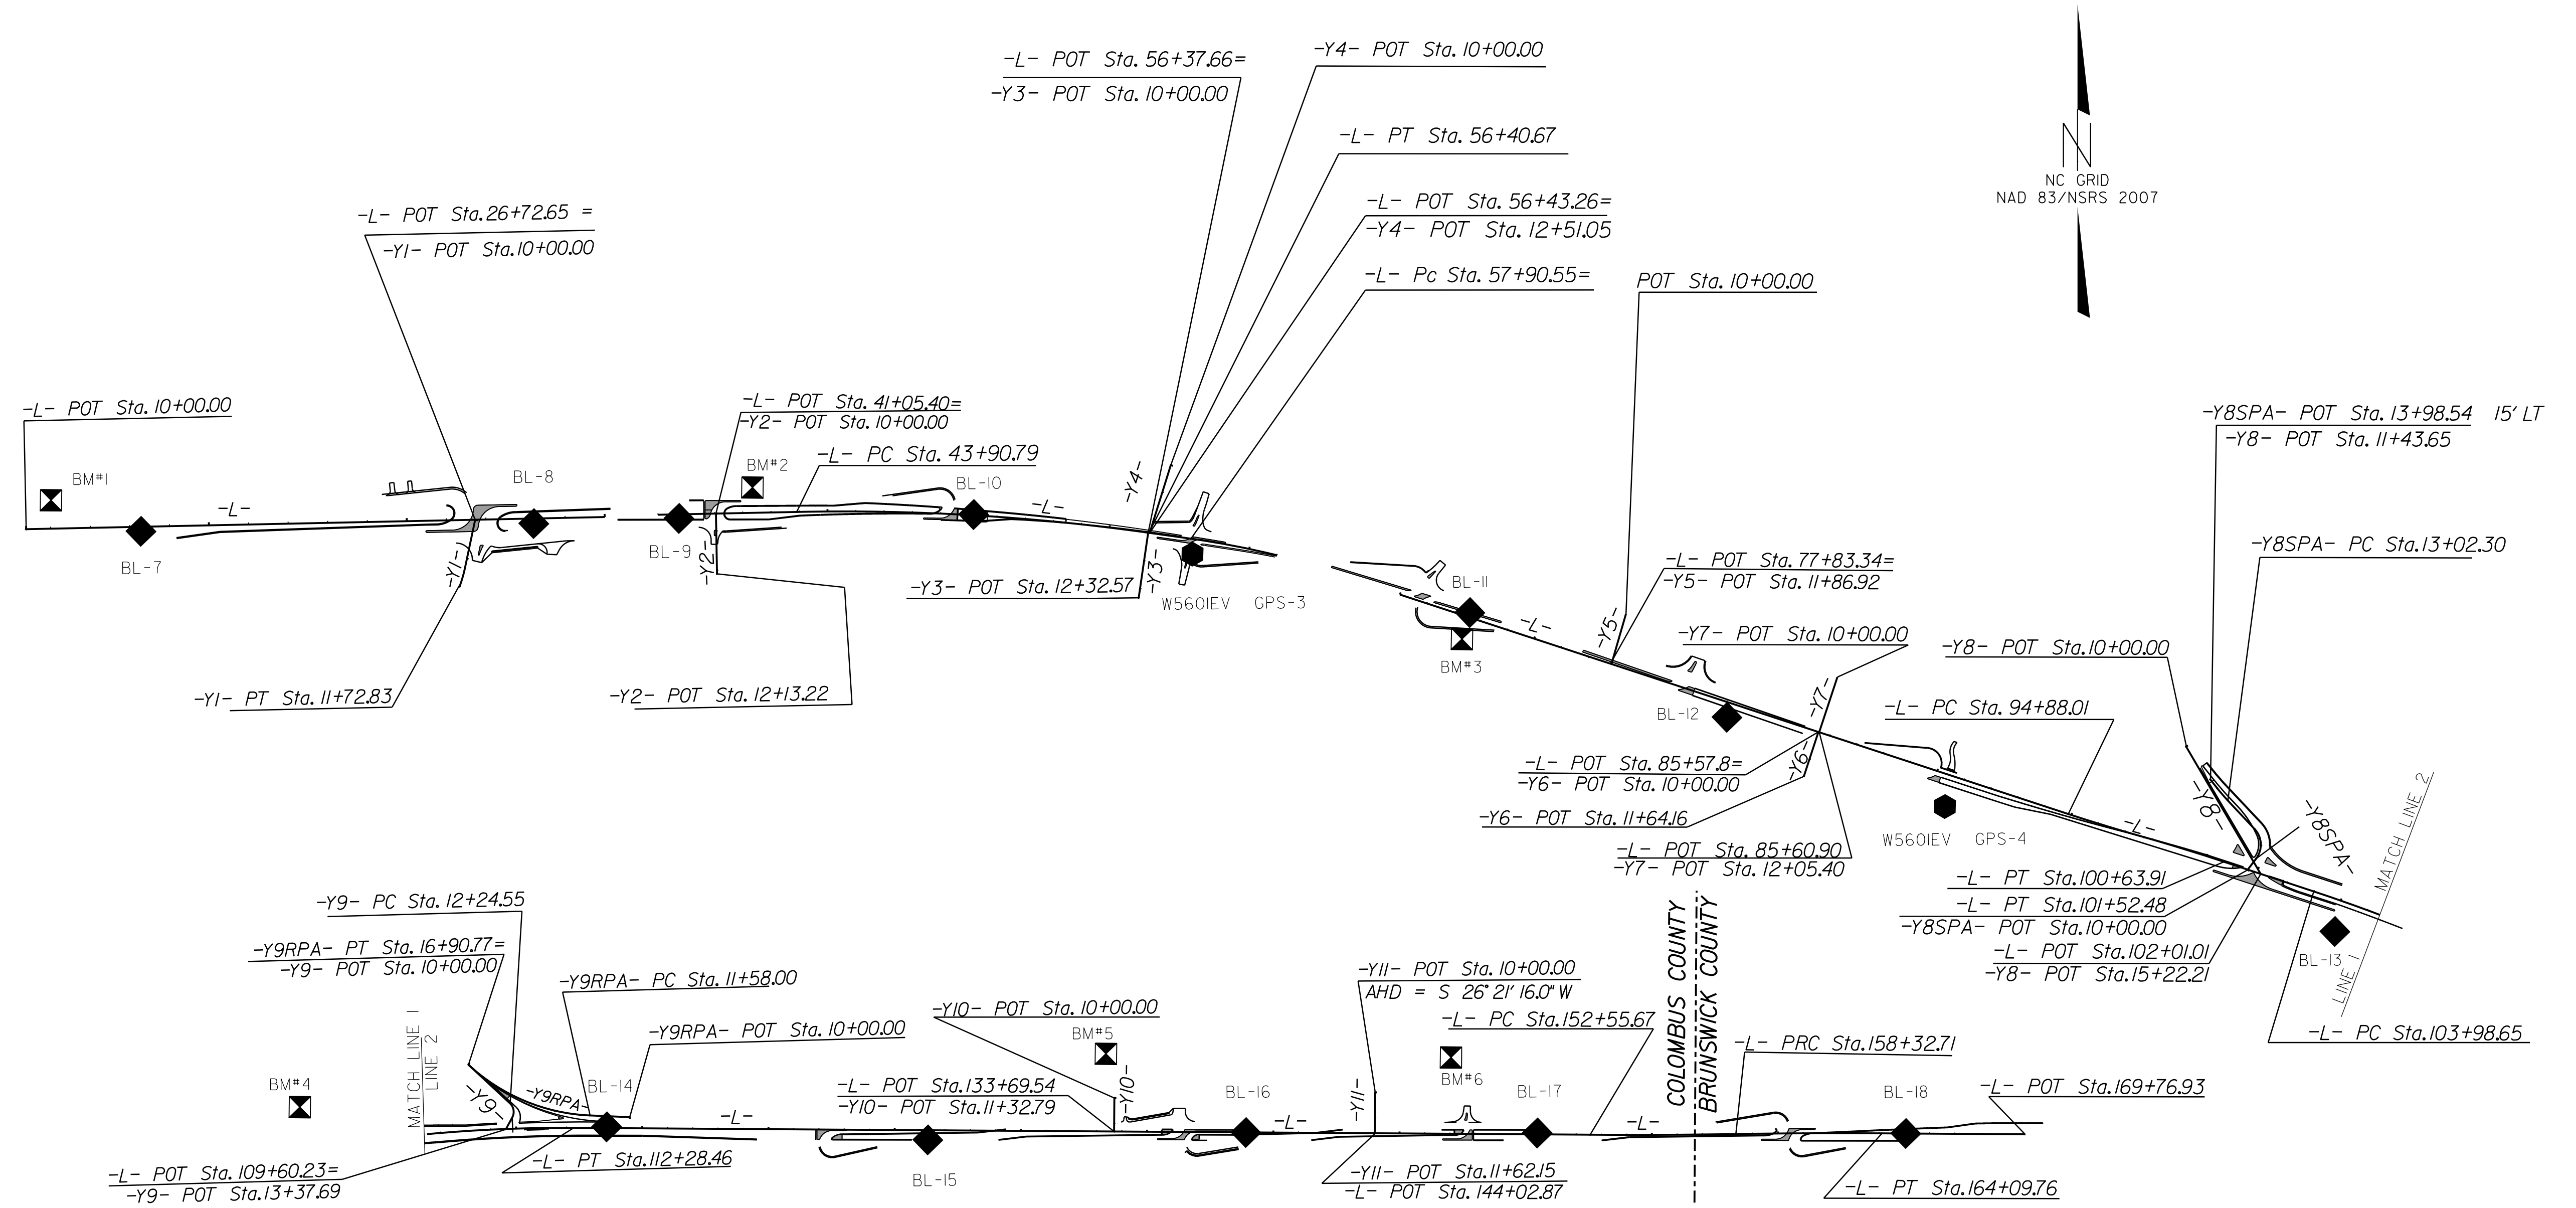 -L- POT Sta. 56+37.66=
-Y3- POT Sta. 10+00.00
-Y4- POT Sta. 10+00.00
-L- PT Sta. 56+40.67
-L- POT Sta. 56+43.26=
-Y4- POT Sta. 12+51.05
-L- Pc Sta. 57+90.55=
N
NC GRID
NAD 83/NSRS 2007
-L- POT Sta. 26+72.65 =
-Y1- POT Sta. 10+00.00
POT Sta. 10+00.00
-L- POT Sta. 10+00.00
-L- POT Sta. 41+05.40=
-Y2- POT Sta. 10+00.00
-L- PC Sta. 43+90.79
-Y8SPA- POT Sta. 13+98.54 15' LT
-Y8- POT Sta. 11+43.65
BM#1
BL-8
BM#2
BL-10
-Y4-
-L-
-L-
BL-7
BL-9
-Y1-
-Y2-
-Y3-
-Y3- POT Sta. 12+32.57
W5601EV GPS-3
-Y8SPA- PC Sta. 13+02.30
BL-11
-L-
BM#3
-L- POT Sta. 77+83.34=
-Y5- POT Sta. 11+86.92
-Y5-
-Y7- POT Sta. 10+00.00
-Y8- POT Sta. 10+00.00
-Y1- PT Sta. 11+72.83
-Y2- POT Sta. 12+13.22
BL-12
-Y7-
-L- PC Sta. 94+88.01
-L- POT Sta. 85+57.8=
-Y6- POT Sta. 10+00.00
-Y6-
-Y6- POT Sta. 11+64.16
-L- POT Sta. 85+60.90
-Y7- POT Sta. 12+05.40
W5601EV GPS-4
-L-
-Y8-
-Y8SPA-
MATCH LINE 2
LINE 1
-L- PT Sta. 100+63.91
-L- PT Sta. 101+52.48
-Y8SPA- POT Sta. 10+00.00
-L- POT Sta. 102+01.01
-Y8- POT Sta. 15+22.21
BL-13
-L- PC Sta. 103+98.65
-Y9- PC Sta. 12+24.55
-Y9RPA- PT Sta. 16+90.77=
-Y9- POT Sta. 10+00.00
-Y9RPA- PC Sta. 11+58.00
-Y9RPA- POT Sta. 10+00.00
-Y10- POT Sta. 10+00.00
-Y11- POT Sta. 10+00.00
AHD = S 26° 21' 16.0" W
-L- PC Sta. 152+55.67
COLOMBUS COUNTY
BRUNSWICK COUNTY
-L- PRC Sta. 158+32.71
MATCH LINE 1
LINE 2
BM#4
-Y9-
-Y9RPA-
BL-14
-L-
-L- POT Sta. 133+69.54
-Y10- POT Sta. 11+32.79
BM#5
-Y10-
BL-16
-L-
-Y11-
BM#6
BL-17
-L-
BL-18
-L- POT Sta. 169+76.93
-L- POT Sta. 109+60.23=
-Y9- POT Sta. 13+37.69
-L- PT Sta. 112+28.46
BL-15
-Y11- POT Sta. 11+62.15
-L- POT Sta. 144+02.87
-L- PT Sta. 164+09.76